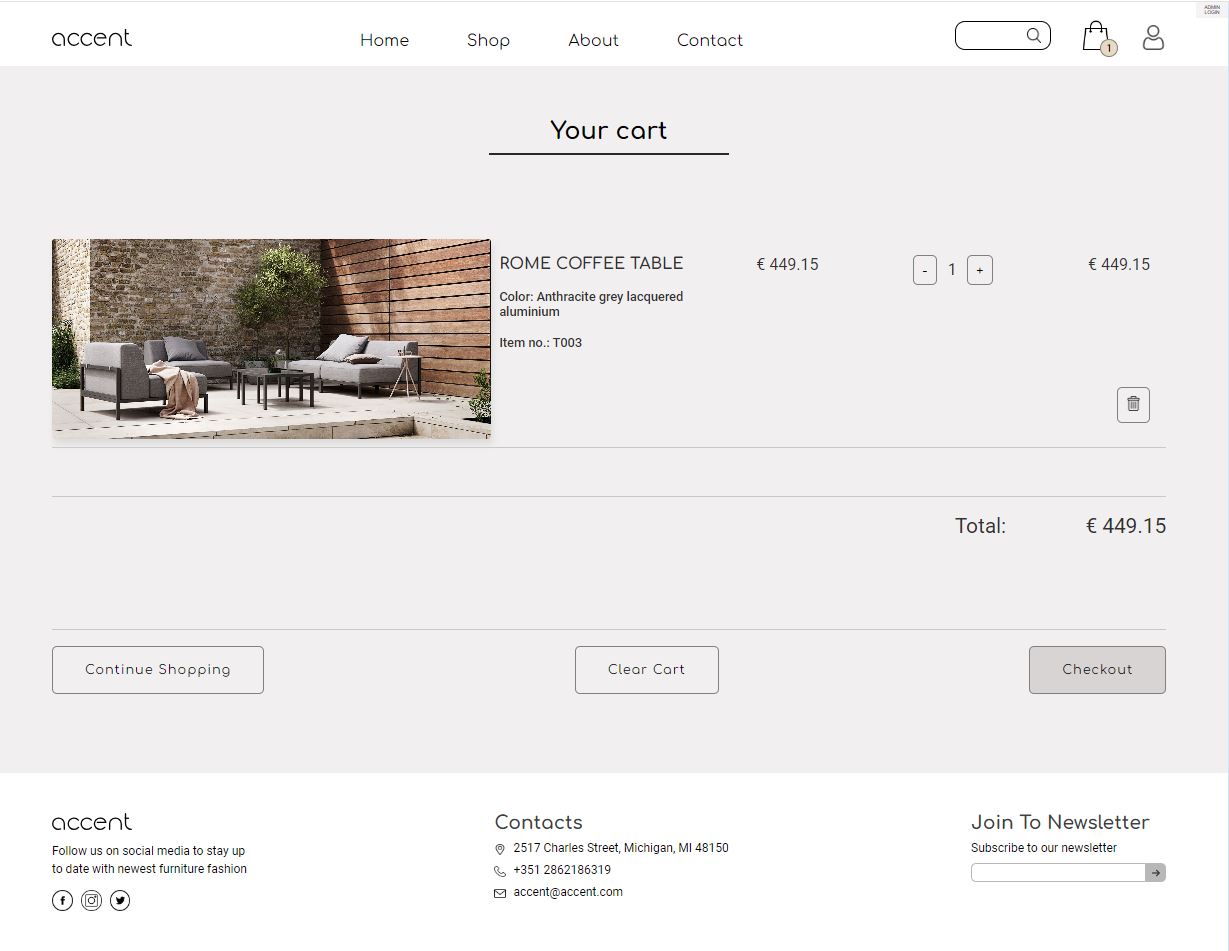 ADMIN
LOGIN
accent
Home
Shop
About
Contact
1
Your cart
ROME COFFEE TABLE
Color: Anthracite grey lacquered
aluminium
Item no.: T003
€ 449.15
- 1 +
€ 449.15
Total: € 449.15
Continue Shopping
Clear Cart
Checkout
accent
Follow us on social media to stay up
to date with newest furniture fashion
Contacts
2517 Charles Street, Michigan, MI 48150
+351 2862186319
accent@accent.com
Join To Newsletter
Subscribe to our newsletter